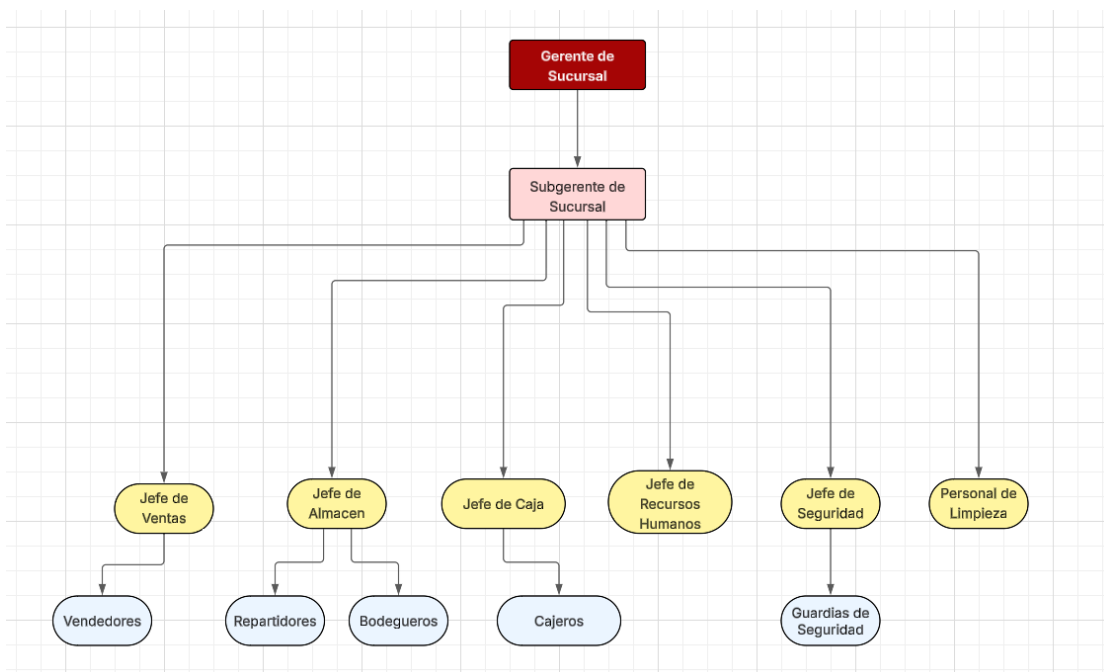 Gerente de
Sucursal
Subgerente de
Sucursal
Jefe de
Ventas
Jefe de
Almacen
Jefe de Caja
Jefe de
Recursos
Humanos
Jefe de
Seguridad
Personal de
Limpieza
Vendedores
Repartidores
Bodegueros
Cajeros
Guardias de
Seguridad